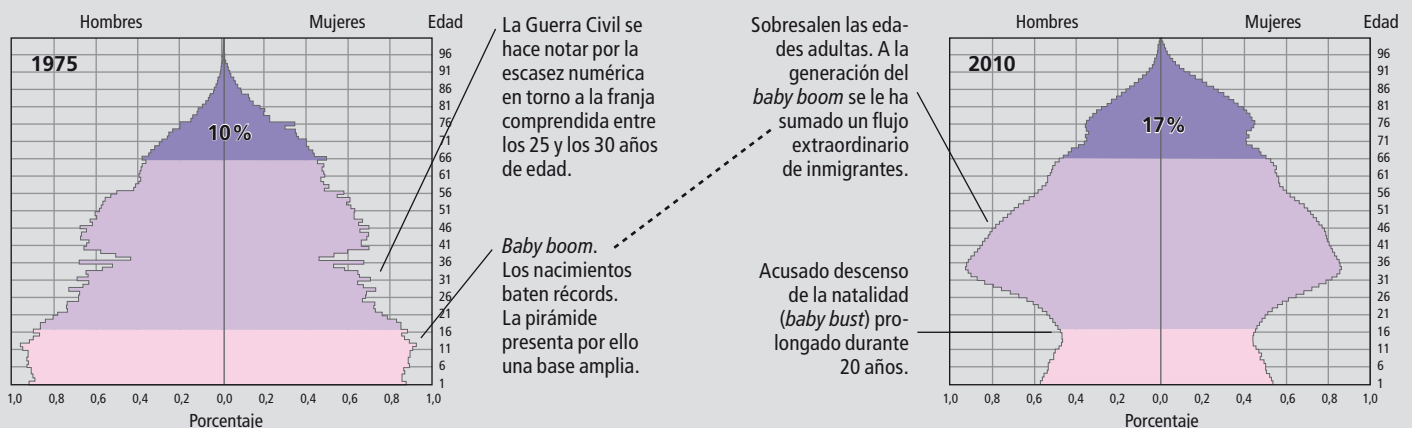 Hombres
Mujeres
Edad
1975
10%
96
91
86
81
76
71
66
61
56
51
46
41
36
31
26
21
16
11
6
1
1,0 0,8 0,6 0,4 0,2 0,0 0,2 0,4 0,6 0,8 1,0
Porcentaje
La Guerra Civil se
hace notar por la
escasez numérica
en torno a la franja
comprendida entre
los 25 y los 30 años
de edad.
Baby boom.
Los nacimientos
baten récords.
La pirámide
presenta por ello
una base amplia.
Sobresalen las eda-
des adultas. A la
generación del
baby boom se le ha
sumado un flujo
extraordinario
de inmigrantes.
Acusado descenso
de la natalidad
(baby bust) pro-
longado durante
20 años.
Hombres
Mujeres
Edad
2010
17%
96
91
86
81
76
71
66
61
56
51
46
41
36
31
26
21
16
11
6
1
1,0 0,8 0,6 0,4 0,2 0,0 0,2 0,4 0,6 0,8 1,0
Porcentaje